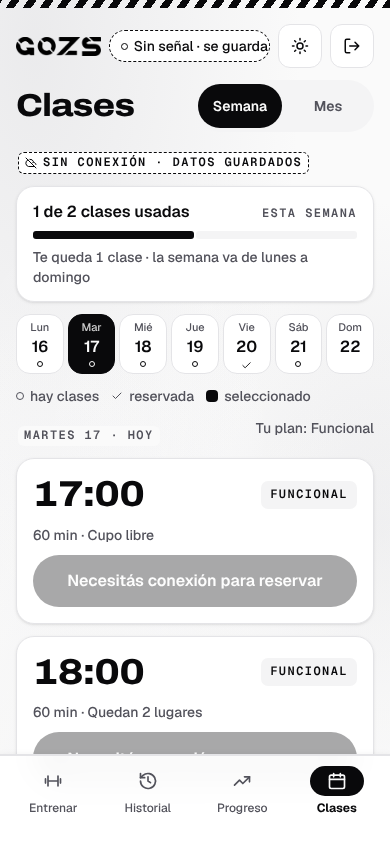 GOZS
Sin señal · se guarda
Clases
Semana
Mes
SIN CONEXIÓN · DATOS GUARDADOS
1 de 2 clases usadas
ESTA SEMANA
Te queda 1 clase · la semana va de lunes a
domingo
Lun Mar Mié Jue Vie Sáb Dom
16 17 18 19 20 21 22
hay clases reservada seleccionado
MARTES 17 · HOY
Tu plan: Funcional
17:00
FUNCIONAL
60 min · Cupo libre
Necesitás conexión para reservar
18:00
FUNCIONAL
60 min · Quedan 2 lugares
Entrenar Historial Progreso Clases